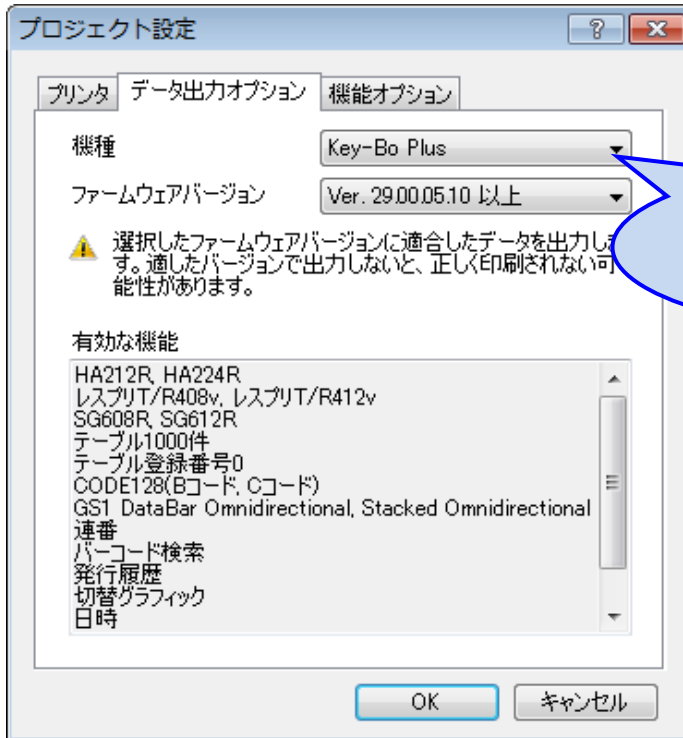 プロジェクト設定
プリンタ データ出力オプション 機能オプション
機種 Key-Bo Plus
ファームウェアバージョン Ver. 29.00.05.10 以上
選択したファームウェアバージョンに適合したデータを出力しま
す。適したバージョンで出力しないと、正しく印刷されない可
能性があります。
有効な機能
HA212R, HA224R
レスプリT/R408v, レスプリT/R412v
SG608R, SG612R
テーブル1000件
テーブル登録番号0
CODE128(Bコード, Cコード)
GS1 DataBar Omnidirectional, Stacked Omnidirectional
連番
バーコード検索
発行履歴
切替グラフィック
日時
OK キャンセル